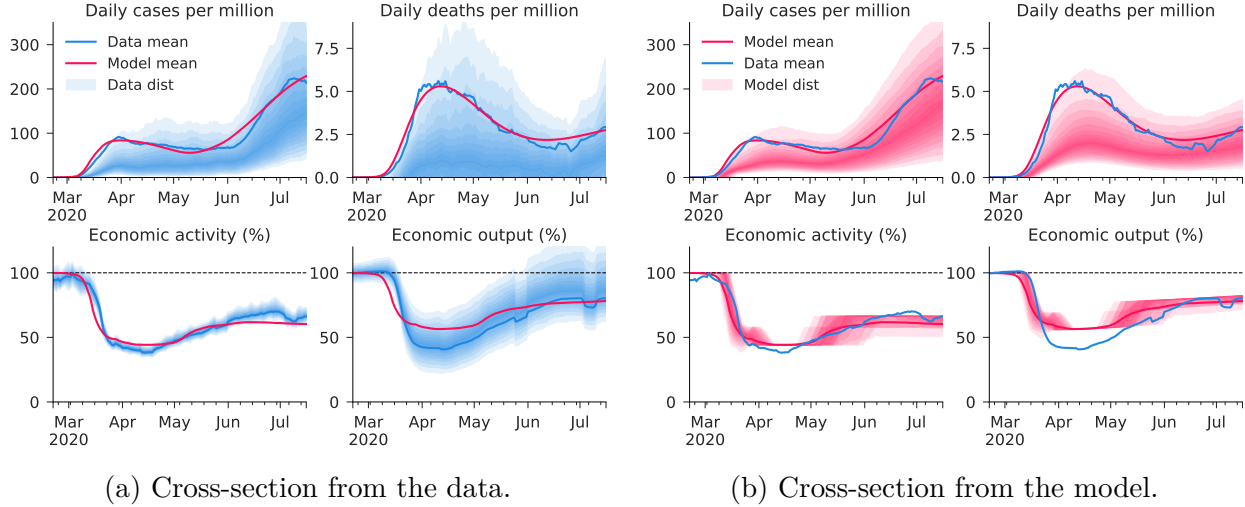 Daily cases per million
Data mean
Model mean
Data dist
300
200
100
0
Mar
2020
Apr
May
Jun
Jul
Daily deaths per million
7.5
5.0
2.5
0.0
Mar
2020
Apr
May
Jun
Jul
Economic activity (%)
100
50
0
Mar
2020
Apr
May
Jun
Jul
Economic output (%)
100
50
0
Mar
2020
Apr
May
Jun
Jul
(a) Cross-section from the data.
Daily cases per million
Model mean
Data mean
Model dist
300
200
100
0
Mar
2020
Apr
May
Jun
Jul
Daily deaths per million
7.5
5.0
2.5
0.0
Mar
2020
Apr
May
Jun
Jul
Economic activity (%)
100
50
0
Mar
2020
Apr
May
Jun
Jul
Economic output (%)
100
50
0
Mar
2020
Apr
May
Jun
Jul
(b) Cross-section from the model.